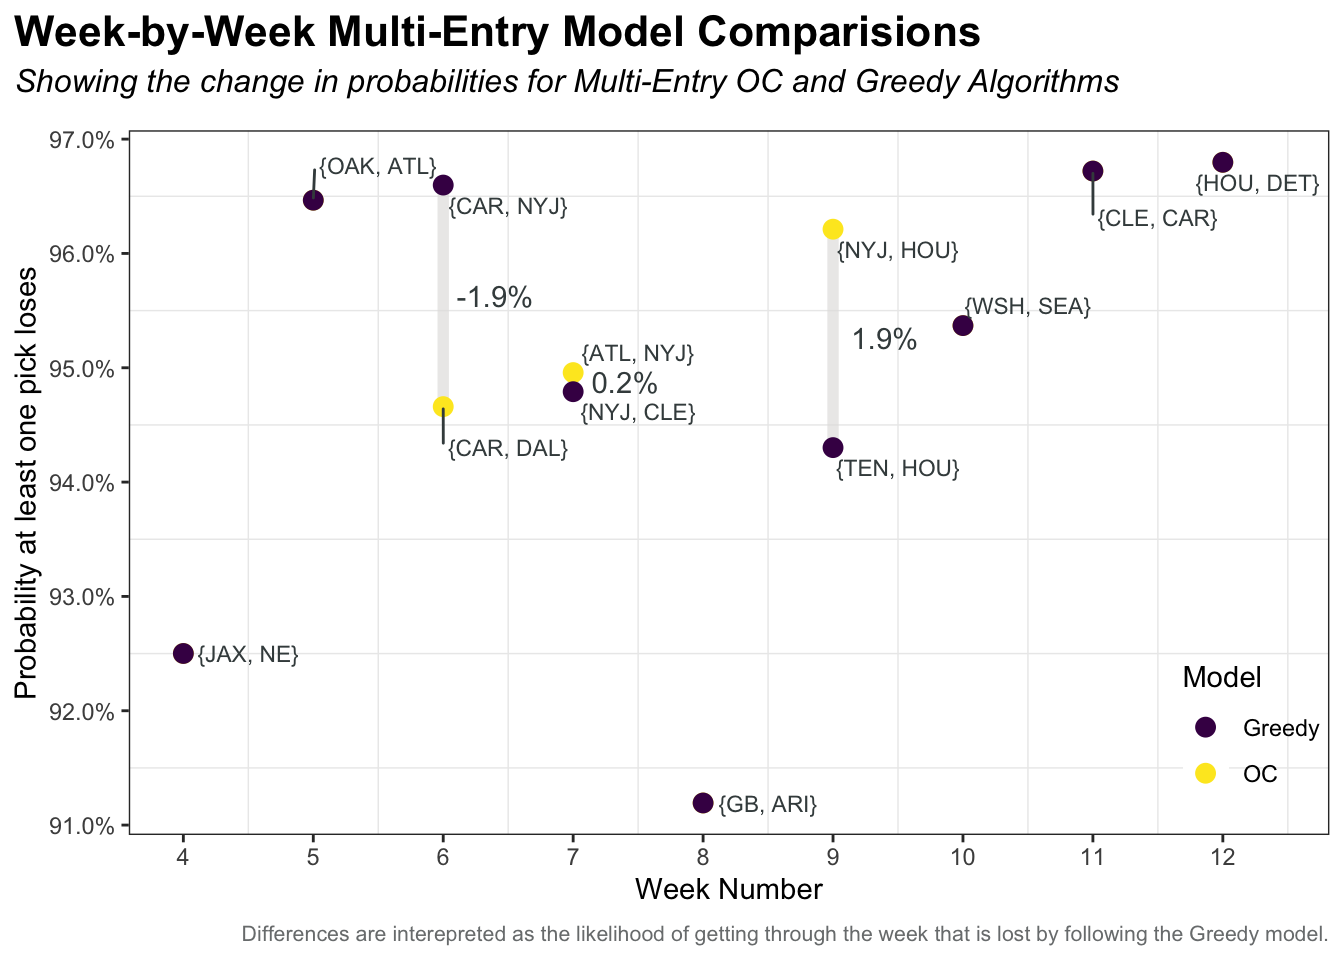 Week-by-Week Multi-Entry Model Comparisions
Showing the change in probabilities for Multi-Entry OC and Greedy Algorithms
Probability at least one pick loses
97.0%
96.0%
95.0%
94.0%
93.0%
92.0%
91.0%
{JAX, NE}
{OAK, ATL}
{CAR, NYJ}
-1.9%
{CAR, DAL}
{ATL, NYJ}
0.2%
{NYJ, CLE}
{GB, ARI}
{NYJ, HOU}
1.9%
{TEN, HOU}
{WSH, SEA}
{CLE, CAR}
{HOU, DET}
Model
Greedy
OC
4 5 6 7 8 9 10 11 12
Week Number
Differences are interepreted as the likelihood of getting through the week that is lost by following the Greedy model.